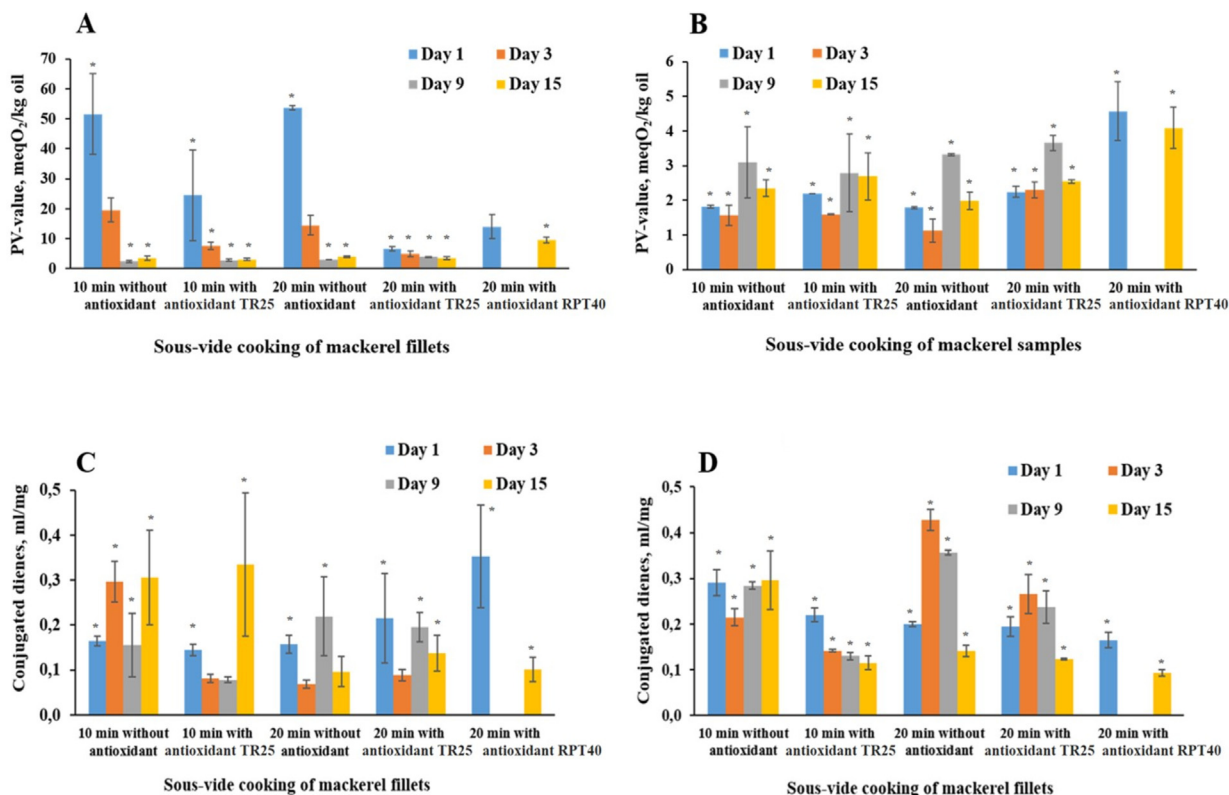 A
Day 1 Day 3
Day 9 Day 15
PV-value, meqO₂/kg oil
70
60
50
40
30
20
10
0
* * * * * * * * * * * * *
10 min without 10 min with 20 min without 20 min with 20 min with
antioxidant antioxidant TR25 antioxidant antioxidant TR25 antioxidant RPT40
Sous-vide cooking of mackerel fillets
B
Day 1 Day 3
Day 9 Day 15
PV-value, meqO₂/kg oil
6
5
4
3
2
1
0
* * * * * * * * * * * * * * * * * *
10 min without 10 min with 20 min without 20 min with 20 min with
antioxidant antioxidant TR25 antioxidant antioxidant TR25 antioxidant RPT40
Sous-vide cooking of mackerel samples
C
Day 1 Day 3
Day 9 Day 15
Conjugated dienes, ml/mg
0,5
0,4
0,3
0,2
0,1
0,0
* * * * * * * * * * * * *
10 min without 10 min with 20 min without 20 min with 20 min with
antioxidant antioxidant TR25 antioxidant antioxidant TR25 antioxidant RPT40
Sous-vide cooking of mackerel fillets
D
Day 1 Day 3
Day 9 Day 15
Conjugated dienes, ml/mg
0,5
0,4
0,3
0,2
0,1
0,0
* * * * * * * * * * * * * * * * * *
10 min without 10 min with 20 min without 20 min with 20 min with
antioxidant antioxidant TR25 antioxidant antioxidant TR25 antioxidant RPT40
Sous-vide cooking of mackerel fillets